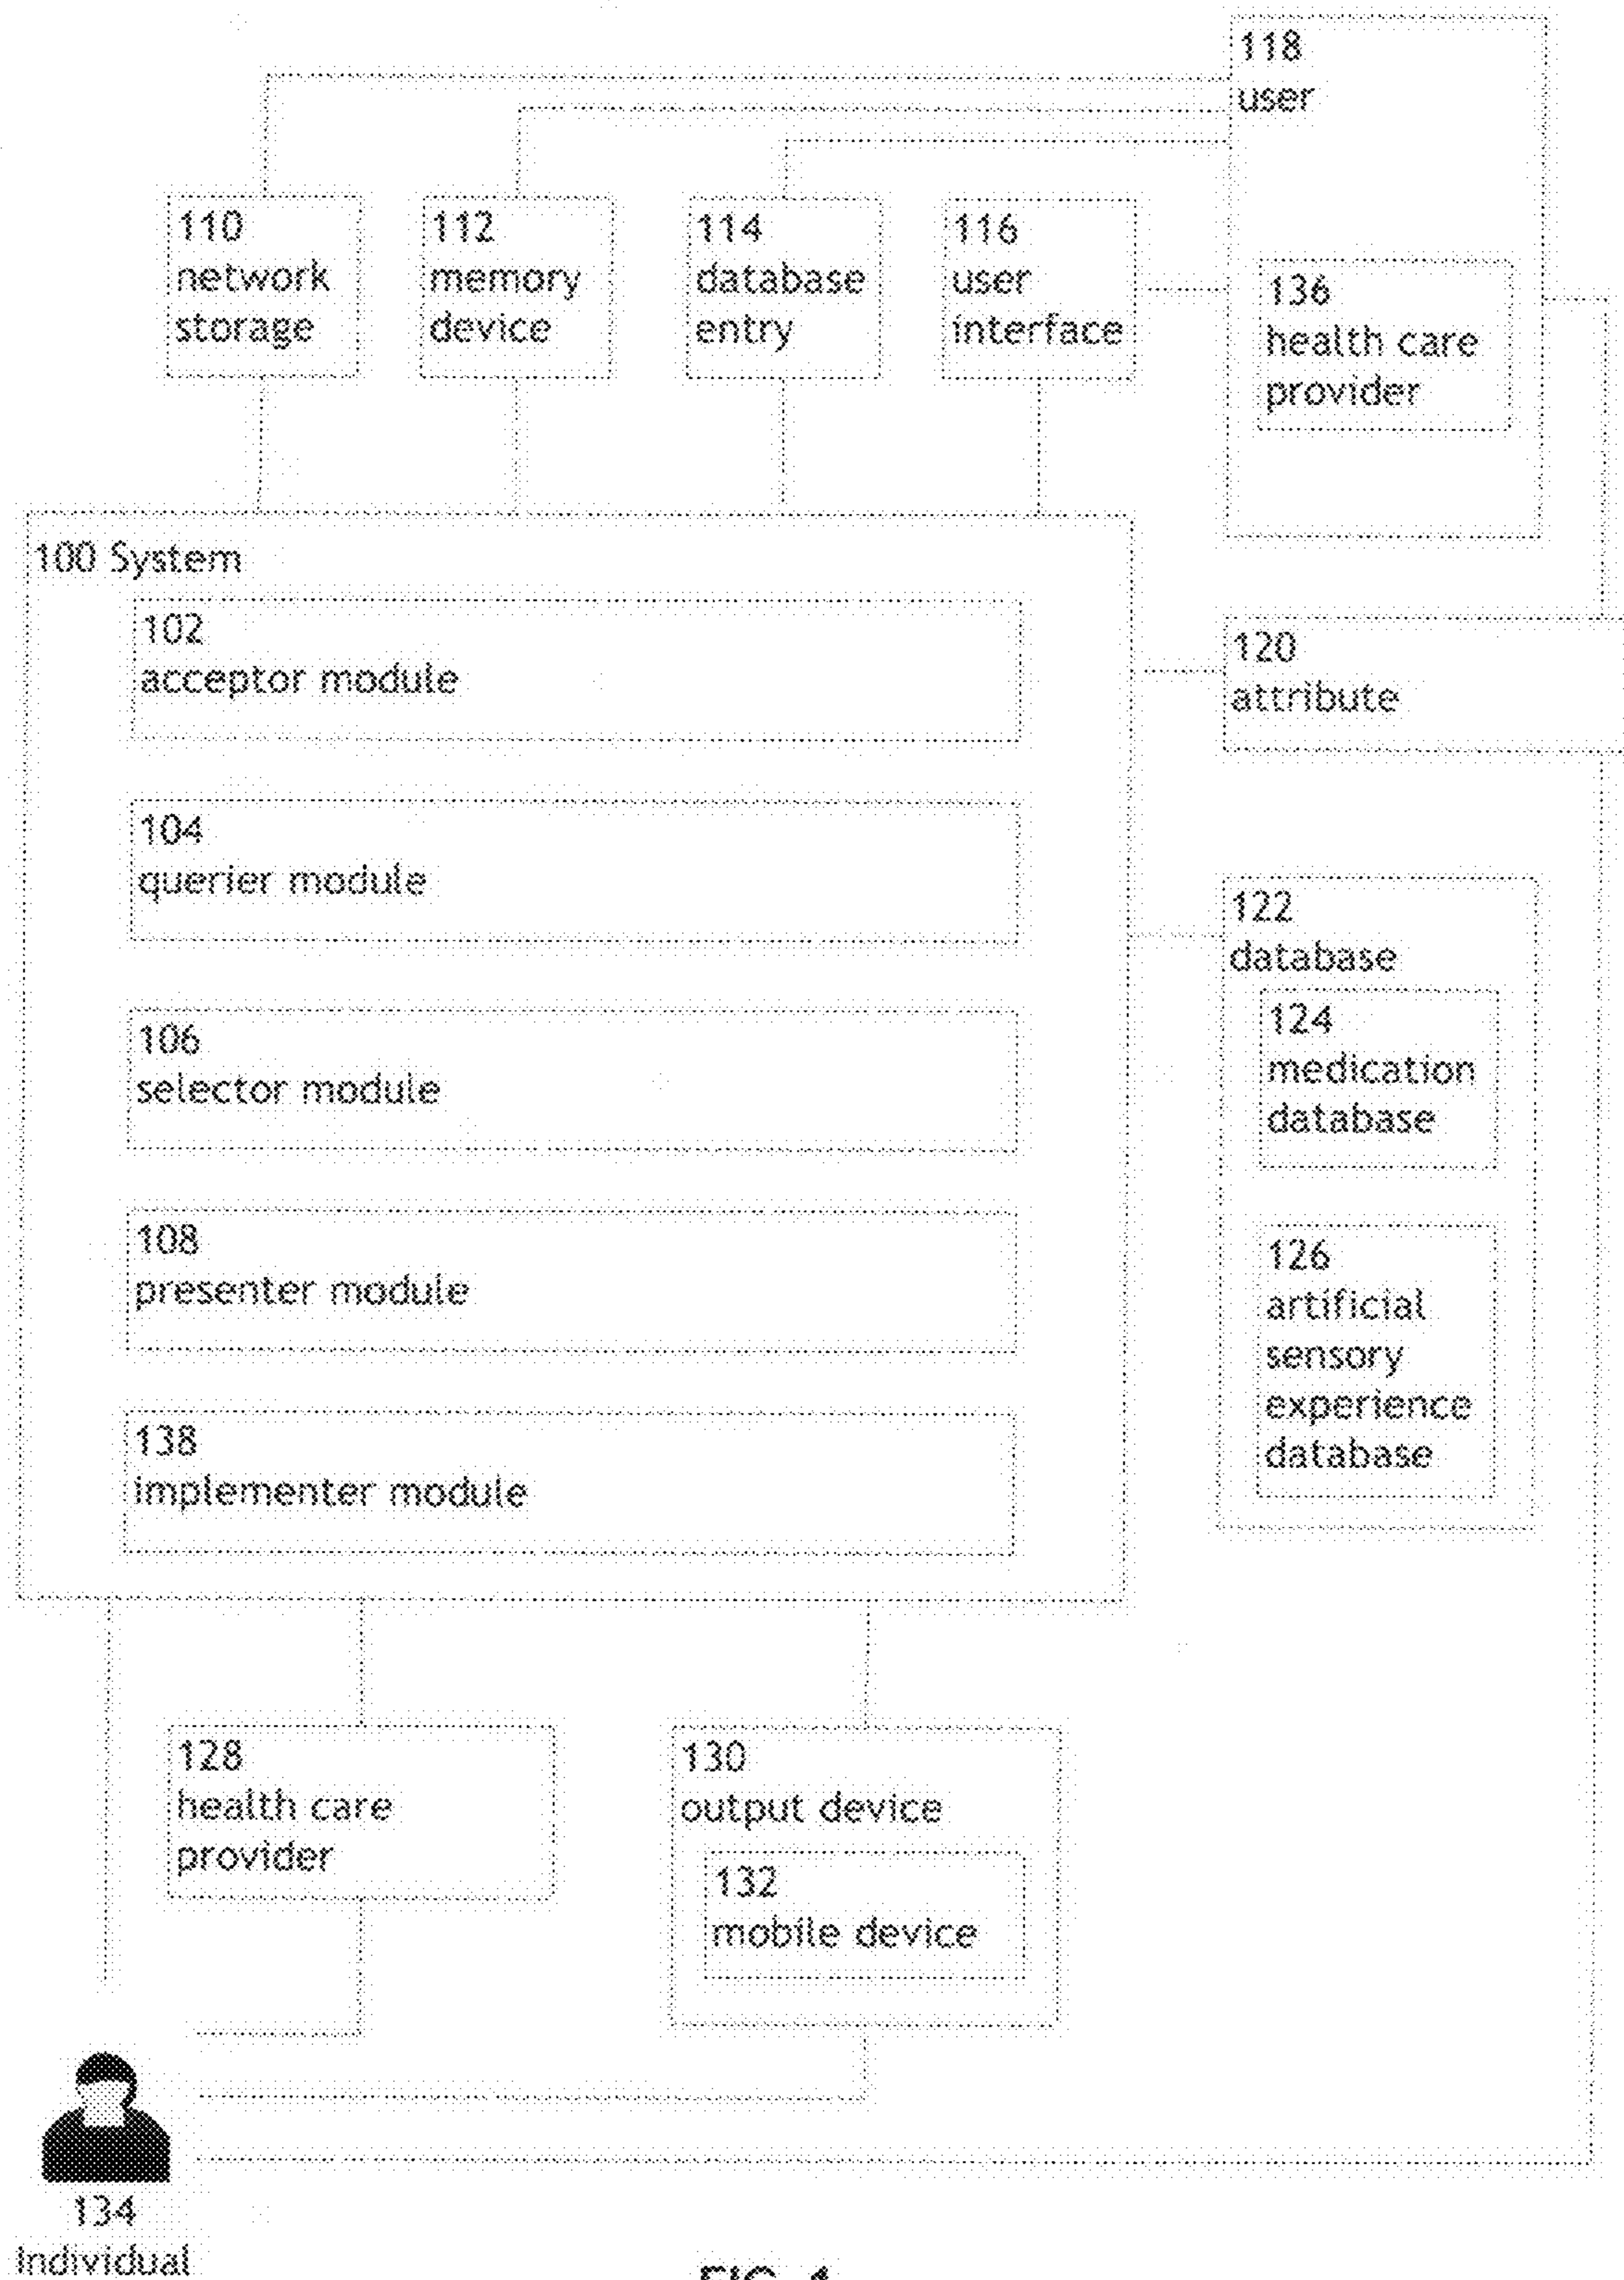 118
user
110
network
storage
112
memory
device
114
database
entry
116
user
interface
136
health care
provider
100 System
102
acceptor module
120
attribute
104
querier module
122
database
124
medication
database
106
selector module
108
presenter module
126
artificial
sensory
experience
database
138
implementer module
128
health care
provider
130
output device
132
mobile device
134
Individual
FIG. 1